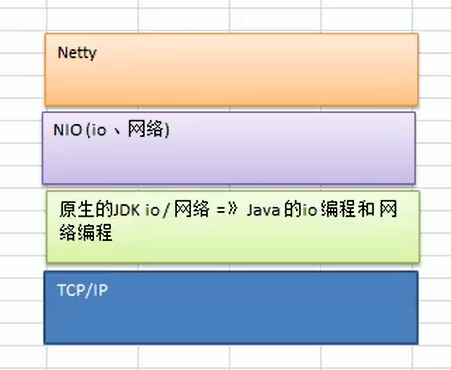 Netty
NIO (io 、网络)
原生的JDK io / 网络 =》 Java 的io 编程和 网
络编程
TCP/IP